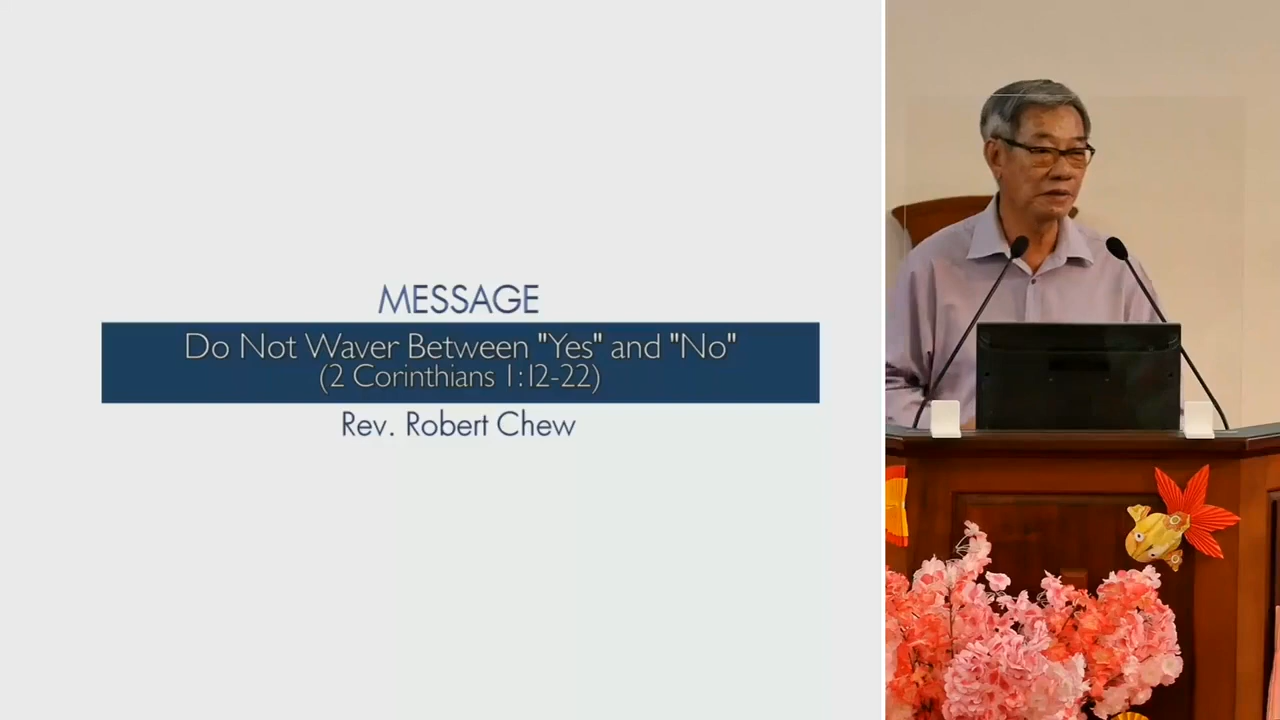 MESSAGE
Do Not Waver Between "Yes" and "No"
(2 Corinthians 1:12-22)
Rev. Robert Chew